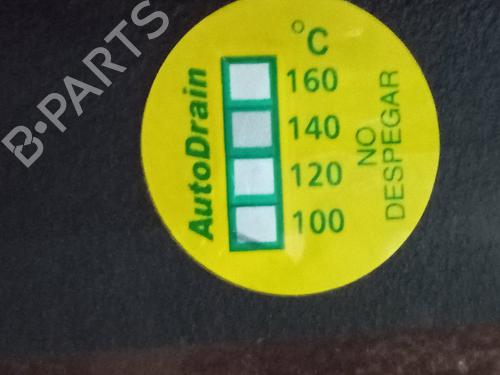 B-PARTS
AutoDrain
°C
160
140
120
100
NO
DESPEGAR